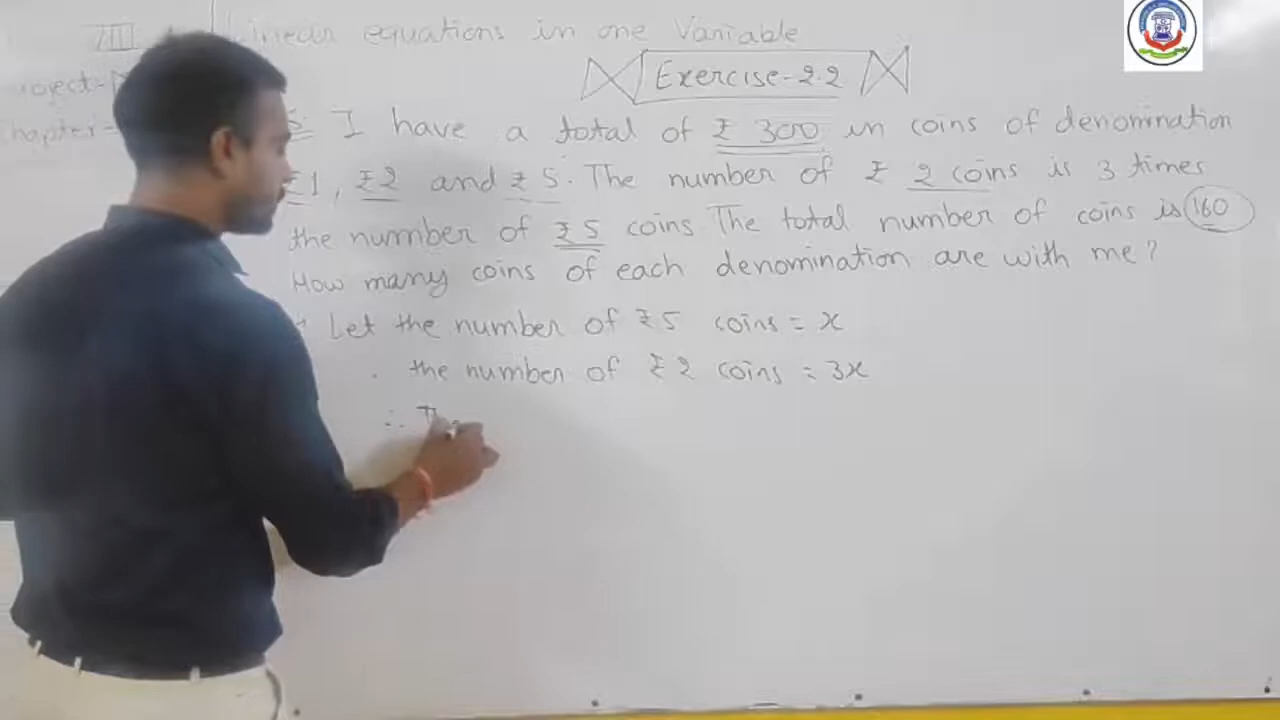 VIII Linear equations in one Variable
Exercise-2.2
I have a total of ₹ 300 in coins of denomination
₹1, ₹2 and ₹5. The number of ₹ 2 coins is 3 times
the number of ₹5 coins The total number of coins is 160
How many coins of each denomination are with me?
Let the number of ₹5 coins = x
the number of ₹2 coins = 3x
∴